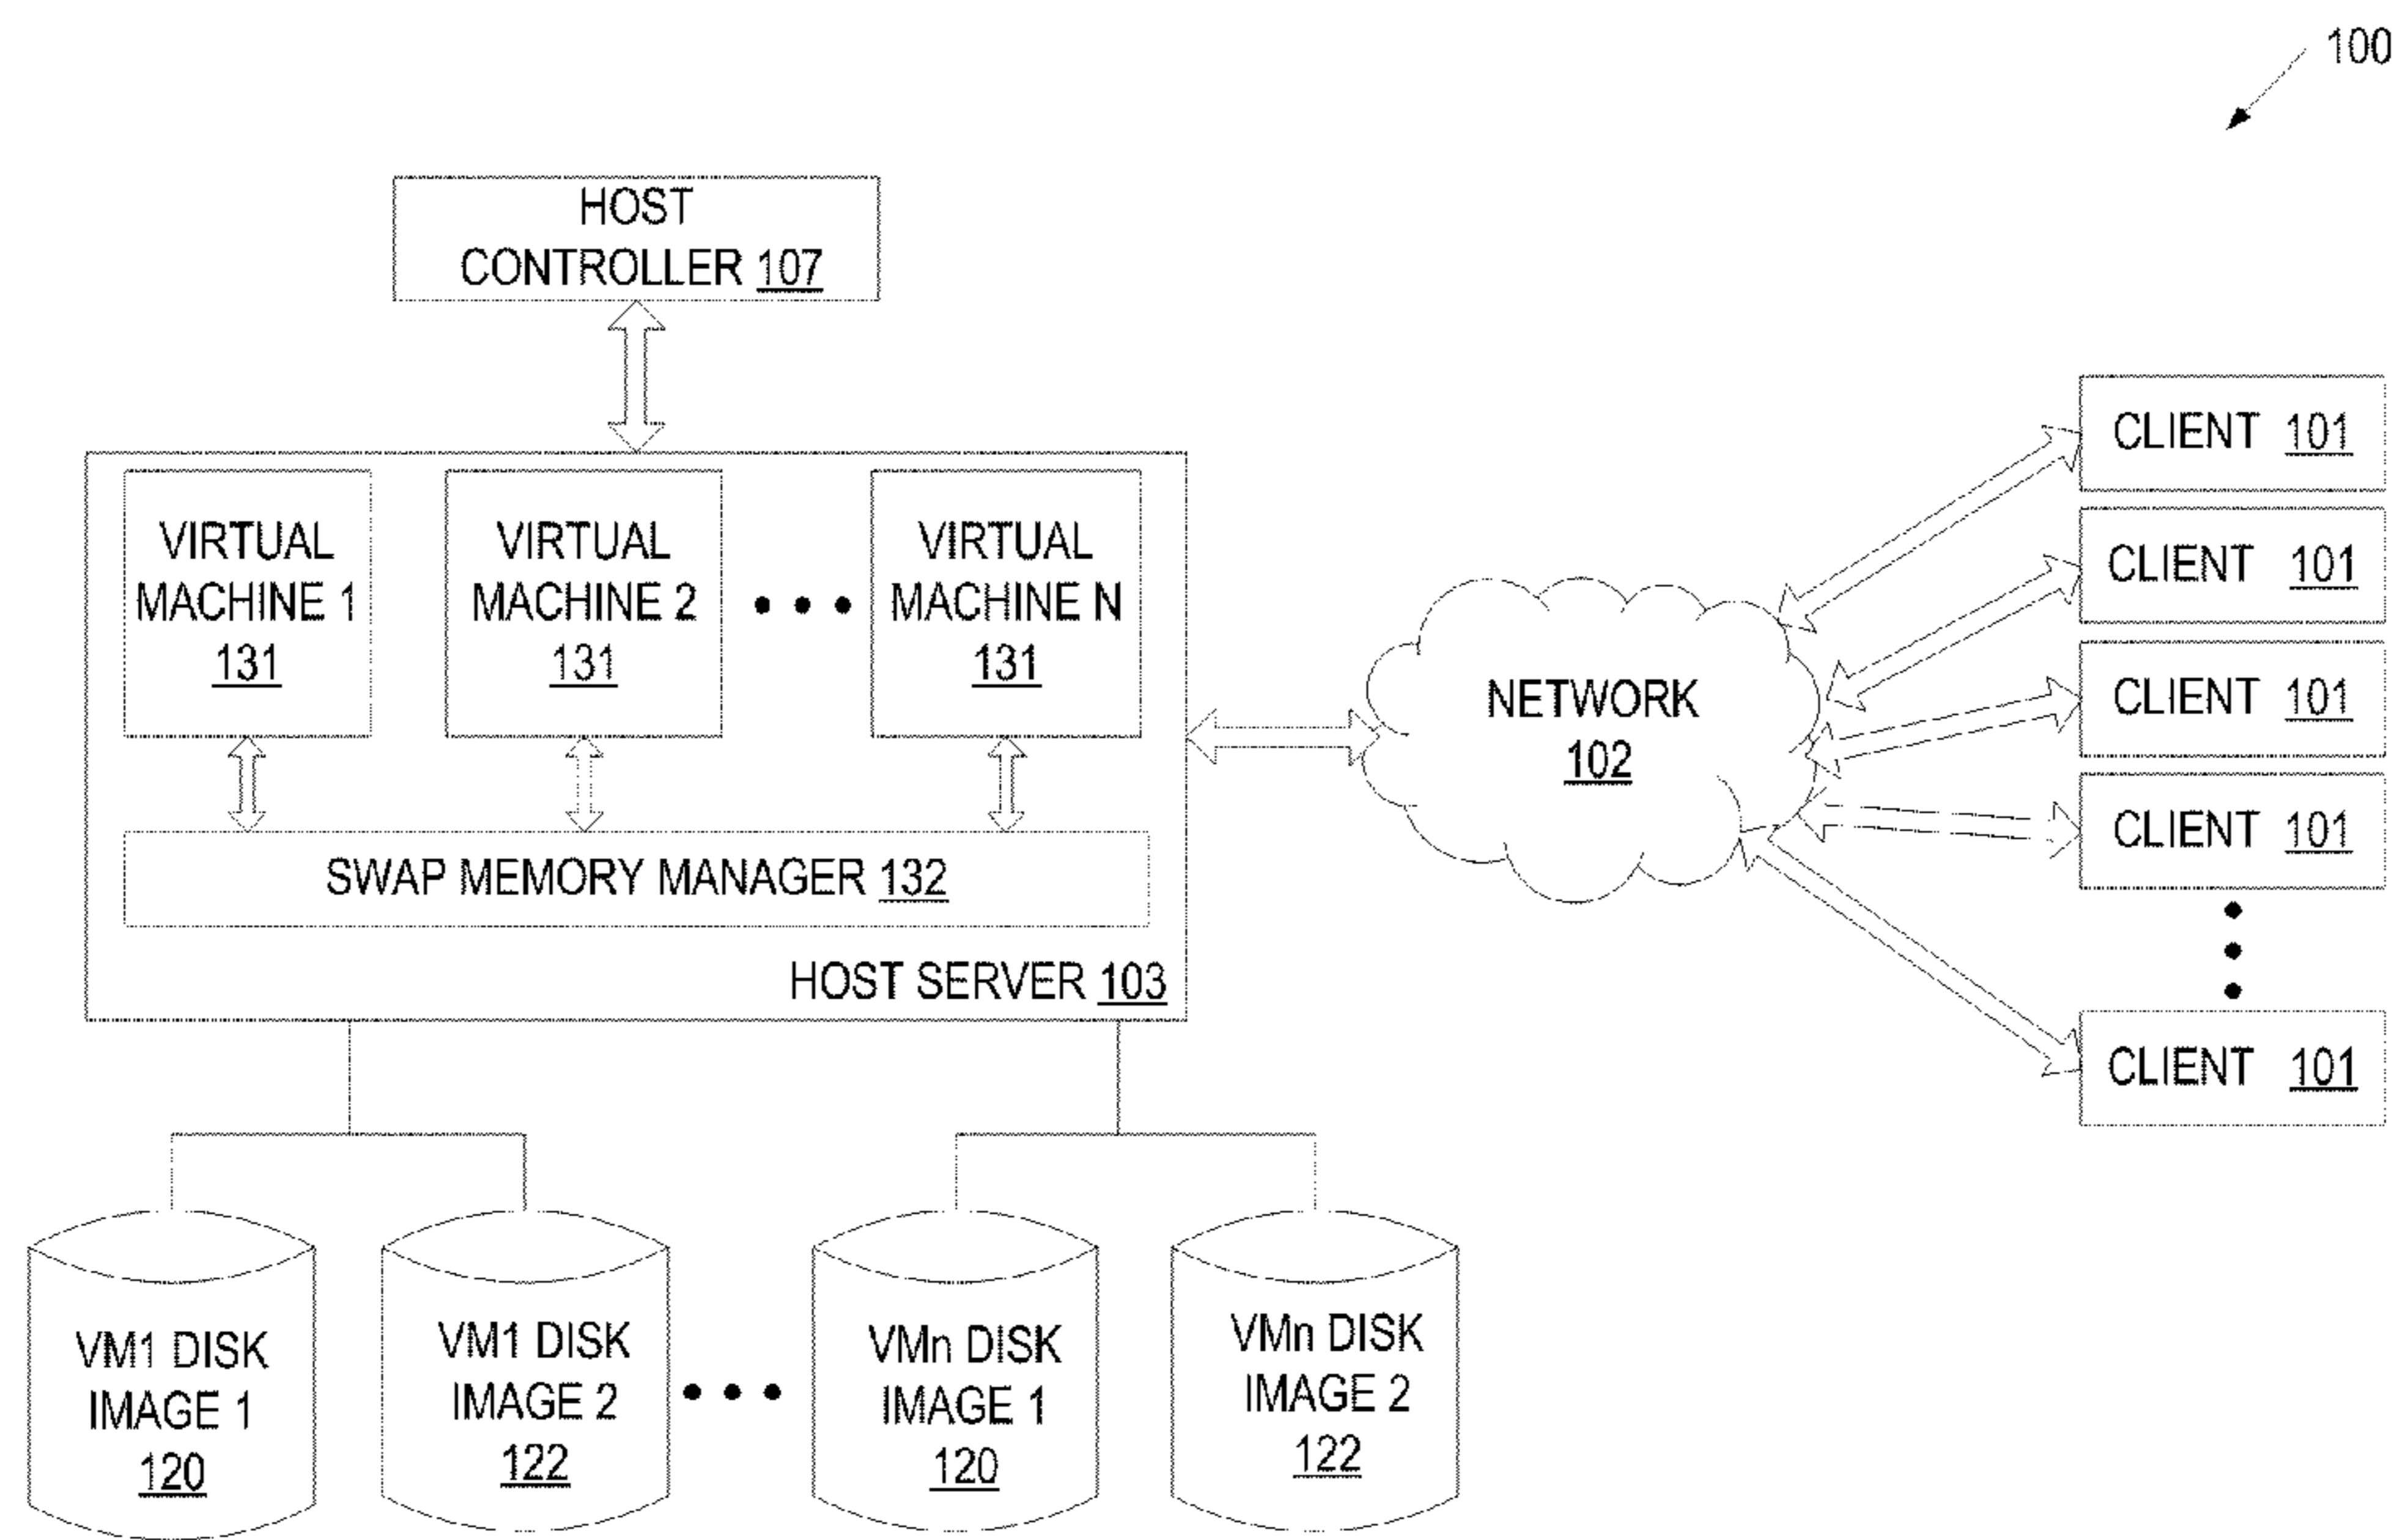 100
HOST
CONTROLLER 107
VIRTUAL
MACHINE 1
131
VIRTUAL
MACHINE 2
131
VIRTUAL
MACHINE N
131
SWAP MEMORY MANAGER 132
HOST SERVER 103
NETWORK
102
CLIENT 101
CLIENT 101
CLIENT 101
CLIENT 101
CLIENT 101
VM1 DISK
IMAGE 1
120
VM1 DISK
IMAGE 2
122
VMn DISK
IMAGE 1
120
VMn DISK
IMAGE 2
122